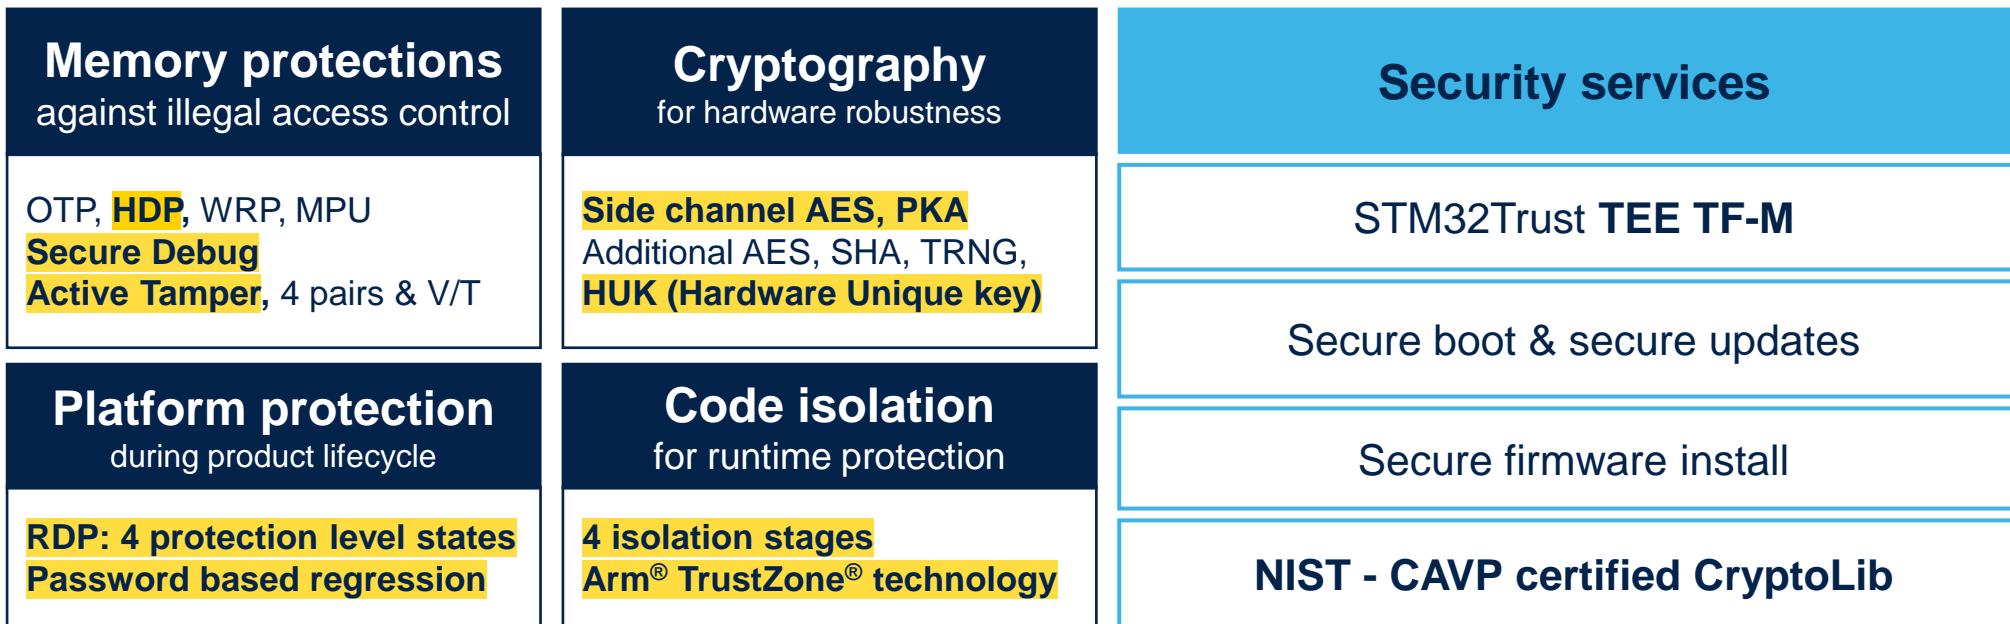 Memory protections
against illegal access control
OTP, HDP, WRP, MPU
Secure Debug
Active Tamper, 4 pairs & V/T
Cryptography
for hardware robustness
Side channel AES, PKA
Additional AES, SHA, TRNG,
HUK (Hardware Unique key)
Platform protection
during product lifecycle
RDP: 4 protection level states
Password based regression
Code isolation
for runtime protection
4 isolation stages
Arm® TrustZone® technology
Security services
STM32Trust TEE TF-M
Secure boot & secure updates
Secure firmware install
NIST - CAVP certified CryptoLib